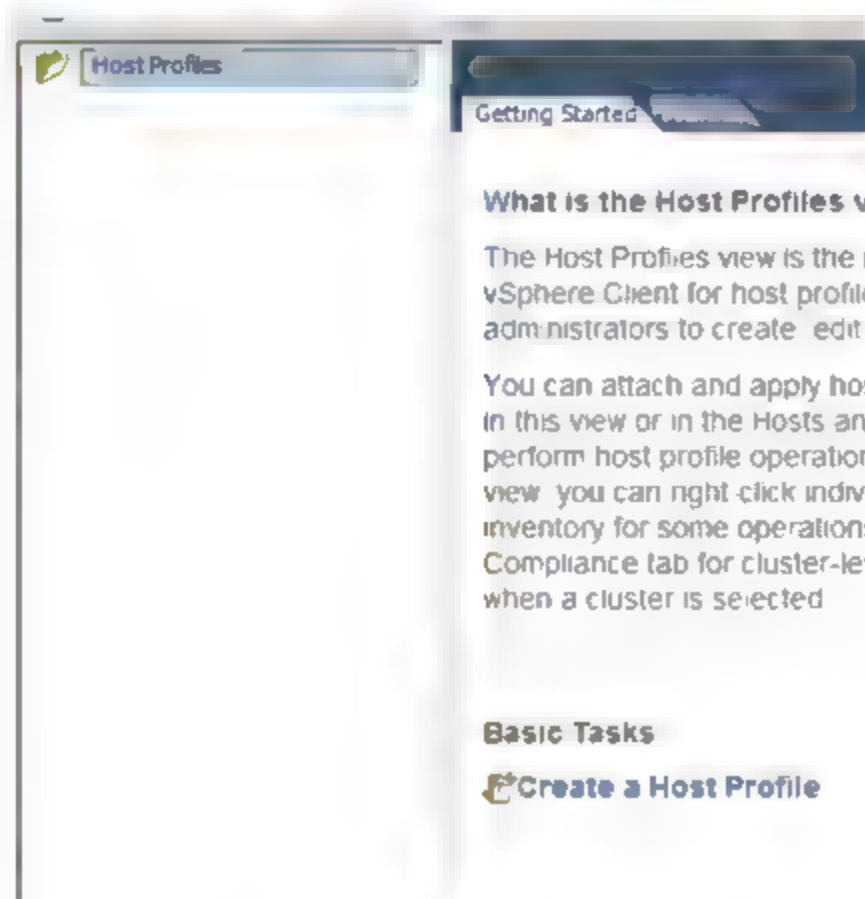 Host Profiles
Getting Started
What is the Host Profiles v
The Host Profiles view is the
vSphere Client for host profile
administrators to create edit
You can attach and apply hos
in this view or in the Hosts an
perform host profile operation
view you can right-click indiv
inventory for some operations
Compliance tab for cluster-lev
when a cluster is selected
Basic Tasks
Create a Host Profile